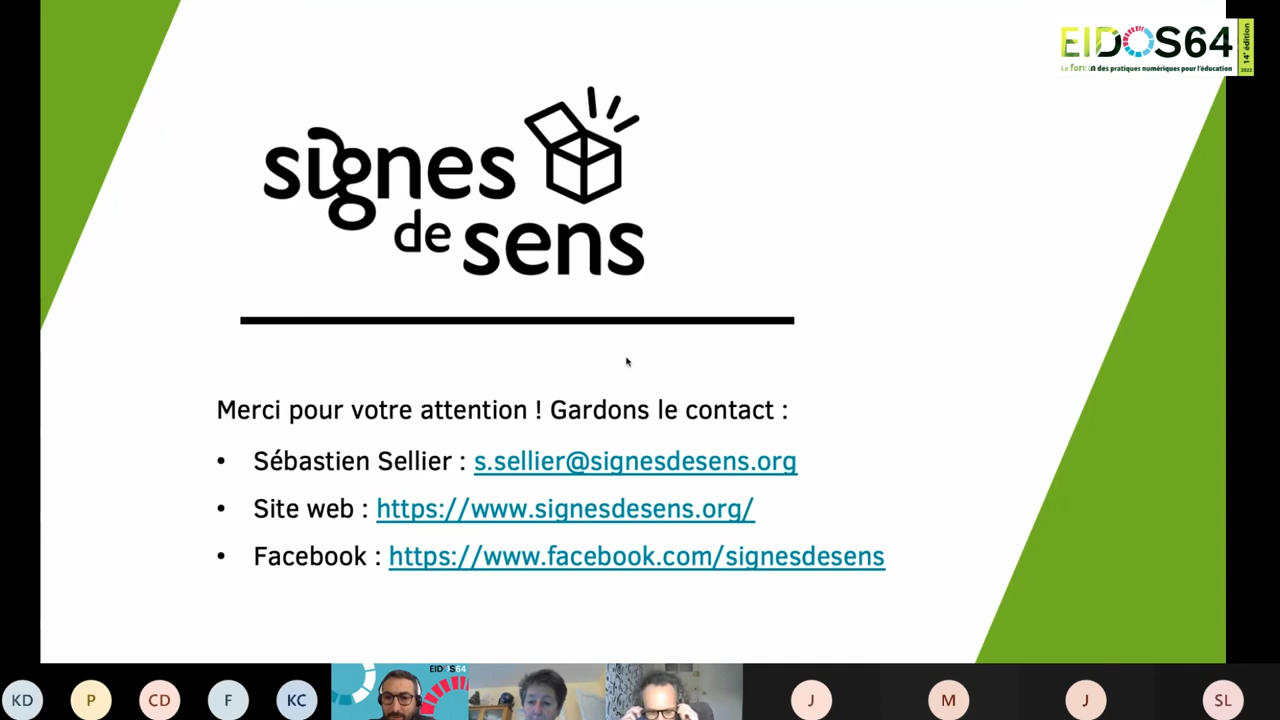 EIDOS64
Le forum des pratiques numériques pour l'éducation
14e édition
2022
signes
de sens
Merci pour votre attention ! Gardons le contact :
• Sébastien Sellier : s.sellier@signesdesens.org
• Site web : https://www.signesdesens.org/
• Facebook : https://www.facebook.com/signesdesens
EIDOS64
KD
P
CD
F
KC
J
M
J
SL